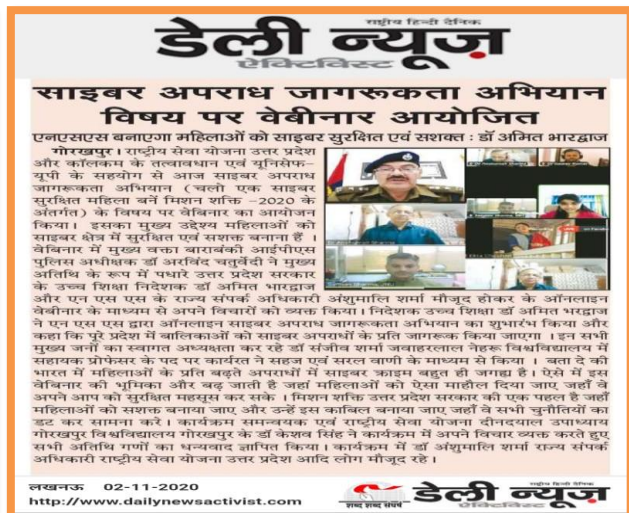 राष्ट्रीय हिन्दी दैनिक
डेली न्यूज़
ऐक्टिविस्ट
साइबर अपराध जागरूकता अभियान
विषय पर वेबीनार आयोजित
एनएसएस बनाएगा महिलाओं को साइबर सुरक्षित एवं सशक्त : डॉ अमित भारद्वाज
गोरखपुर। राष्ट्रीय सेवा योजना उत्तर प्रदेश
और कॉलकम के तत्वावधान एवं यूनिसेफ-
यूपी के सहयोग से आज साइबर अपराध
जागरूकता अभियान (चलो एक साइबर
सुरक्षित महिला बनें मिशन शक्ति -2020 के
अंतर्गत) के विषय पर वेबिनार का आयोजन
किया। इसका मुख्य उद्देश्य महिलाओं को
साइबर क्षेत्र में सुरक्षित एवं सशक्त बनाना हैं ।
वेबिनार में मुख्य वक्ता बाराबंकी आईपीएस
पुलिस अधीक्षक डॉ अरविंद चतुर्वेदी ने मुख्य
अतिथि के रूप में पधारे उत्तर प्रदेश सरकार
के उच्च शिक्षा निदेशक डॉ अमित भारद्वाज
और एन एस एस के राज्य संपर्क अधिकारी अंशुमालि शर्मा मौजूद होकर के ऑनलाइन
वेबीनार के माध्यम से अपने विचारों को व्यक्त किया। निदेशक उच्च शिक्षा डॉ अमित भरद्वाज
ने एन एस एस द्वारा ऑनलाइन साइबर अपराध जागरूकता अभियान का शुभारंभ किया और
कहा कि पूरे प्रदेश में बालिकाओं को साइबर अपराधों के प्रति जागरूक किया जाएगा । इन सभी
मुख्य जनों का स्वागत अध्यक्षता कर रहे डॉ संजीव शर्मा जवाहरलाल नेहरू विश्वविद्यालय में
सहायक प्रोफेसर के पद पर कार्यरत ने सहज एवं सरल वाणी के माध्यम से किया । बता दे की
भारत में महिलाओं के प्रति बढ़ते अपराधों में साइबर क्राइम बहुत ही जगह्य है। ऐसे में इस
वेबिनार की भूमिका और बढ़ जाती है जहां महिलाओं को ऐसा माहौल दिया जाए जहाँ वे
अपने आप को सुरक्षित महसूस कर सके । मिशन शक्ति उत्तर प्रदेश सरकार की एक पहल है जहाँ
महिलाओं को सशक्त बनाया जाए और उन्हें इस काबिल बनाया जाए जहाँ वे सभी चुनौतियों का
डट कर सामना करें। कार्यक्रम समन्वयक एवं राष्ट्रीय सेवा योजना दीनदयाल उपाध्याय
गोरखपुर विश्वविद्यालय गोरखपुर के डॉ केशव सिंह ने कार्यक्रम में अपने विचार व्यक्त करते हुए
सभी अतिथि गणों का धन्यवाद ज्ञापित किया। कार्यक्रम में डॉ अंशुमालि शर्मा राज्य संपर्क
अधिकारी राष्ट्रीय सेवा योजना उत्तर प्रदेश आदि लोग मौजूद रहे ।
लखनऊ 02-11-2020
http://www.dailynewsactivist.com
शब्द शब्द संघर्ष
राष्ट्रीय हिन्दी दैनिक
डेली न्यूज़
ऐक्टिविस्ट